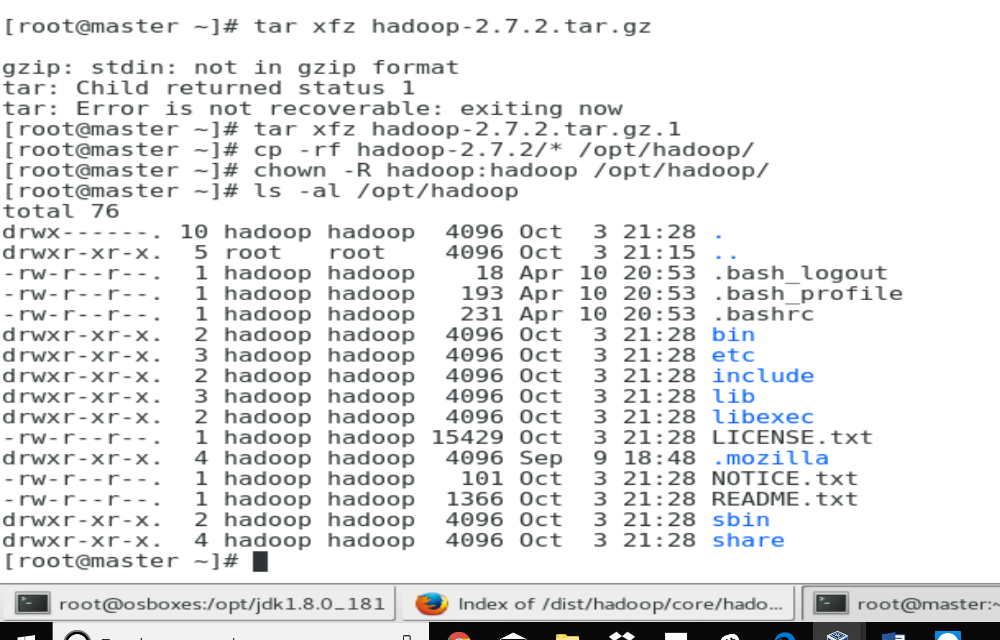 [root@master ~]# tar xfz hadoop-2.7.2.tar.gz
gzip: stdin: not in gzip format
tar: Child returned status 1
tar: Error is not recoverable: exiting now
[root@master ~]# tar xfz hadoop-2.7.2.tar.gz.1
[root@master ~]# cp -rf hadoop-2.7.2/* /opt/hadoop/
[root@master ~]# chown -R hadoop:hadoop /opt/hadoop/
[root@master ~]# ls -al /opt/hadoop
total 76
drwx------. 10 hadoop hadoop  4096 Oct  3 21:28 .
drwxr-xr-x.  5 root   root    4096 Oct  3 21:15 ..
-rw-r--r--.  1 hadoop hadoop    18 Apr 10 20:53 .bash_logout
-rw-r--r--.  1 hadoop hadoop   193 Apr 10 20:53 .bash_profile
-rw-r--r--.  1 hadoop hadoop   231 Apr 10 20:53 .bashrc
drwxr-xr-x.  2 hadoop hadoop  4096 Oct  3 21:28 bin
drwxr-xr-x.  3 hadoop hadoop  4096 Oct  3 21:28 etc
drwxr-xr-x.  2 hadoop hadoop  4096 Oct  3 21:28 include
drwxr-xr-x.  3 hadoop hadoop  4096 Oct  3 21:28 lib
drwxr-xr-x.  2 hadoop hadoop  4096 Oct  3 21:28 libexec
-rw-r--r--.  1 hadoop hadoop 15429 Oct  3 21:28 LICENSE.txt
drwxr-xr-x.  4 hadoop hadoop  4096 Sep  9 18:48 .mozilla
-rw-r--r--.  1 hadoop hadoop   101 Oct  3 21:28 NOTICE.txt
-rw-r--r--.  1 hadoop hadoop  1366 Oct  3 21:28 README.txt
drwxr-xr-x.  2 hadoop hadoop  4096 Oct  3 21:28 sbin
drwxr-xr-x.  4 hadoop hadoop  4096 Oct  3 21:28 share
[root@master ~]#
root@osboxes:/opt/jdk1.8.0_181 Index of /dist/hadoop/core/hado... root@master:~